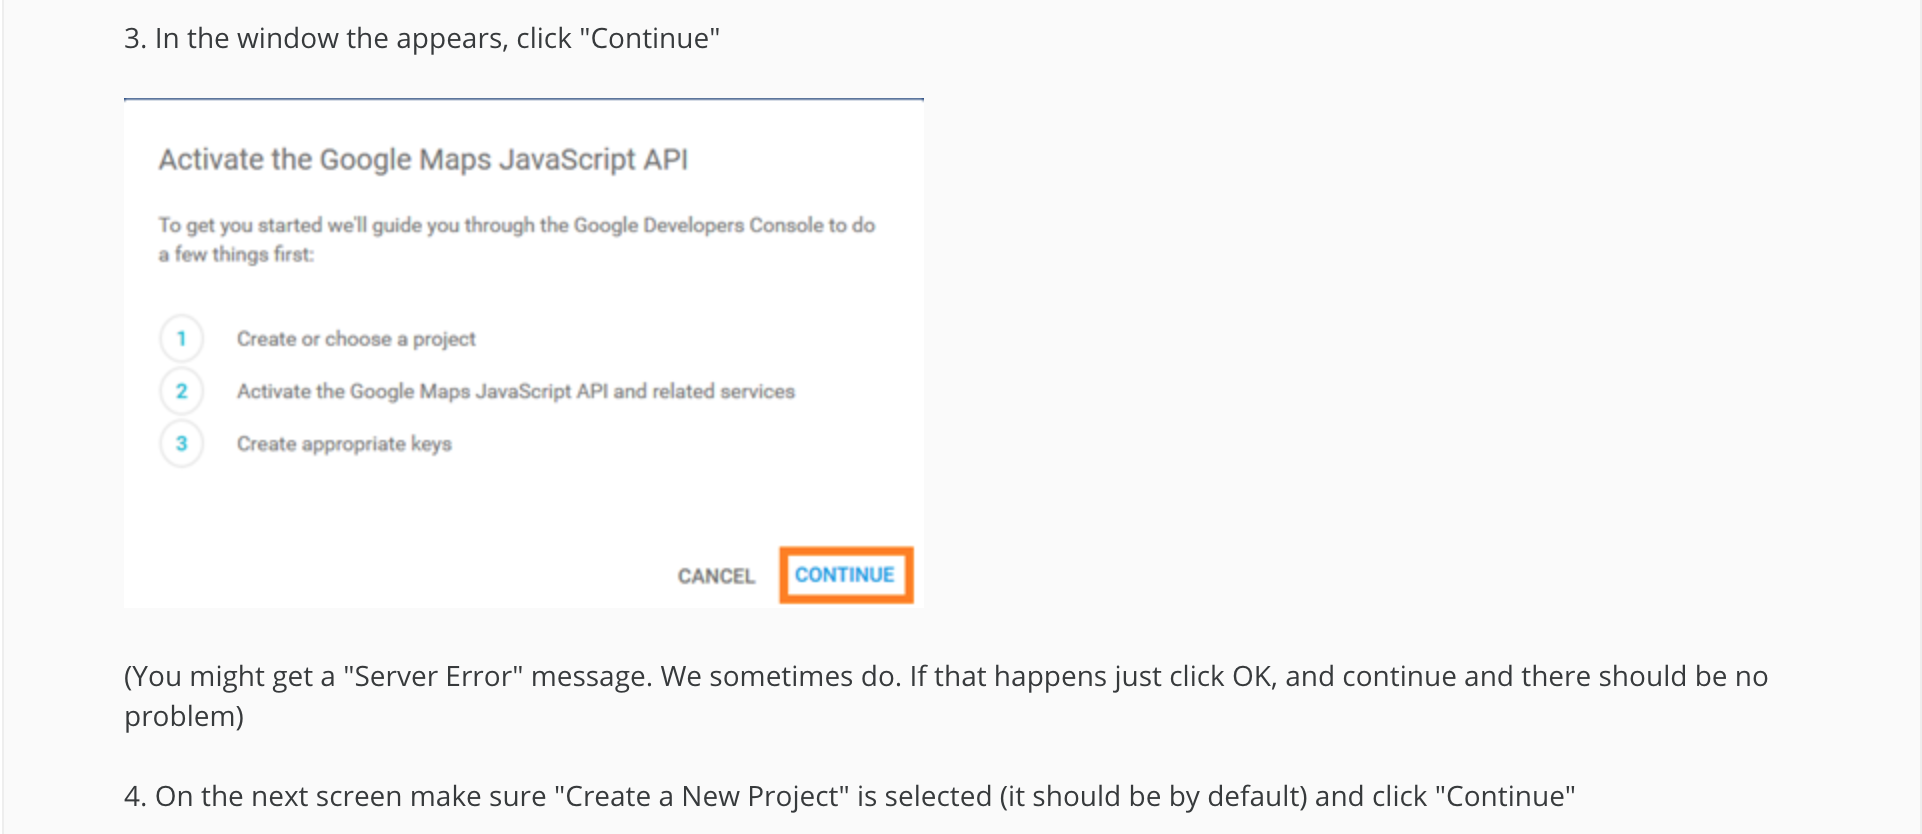 3. In the window the appears, click "Continue"
Activate the Google Maps JavaScript API
To get you started we'll guide you through the Google Developers Console to do
a few things first:
1 Create or choose a project
2 Activate the Google Maps JavaScript API and related services
3 Create appropriate keys
CANCEL CONTINUE
(You might get a "Server Error" message. We sometimes do. If that happens just click OK, and continue and there should be no
problem)
4. On the next screen make sure "Create a New Project" is selected (it should be by default) and click "Continue"